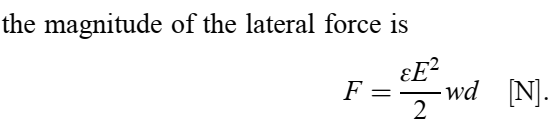 the magnitude of the lateral force is
F = εE²/2 wd [N].